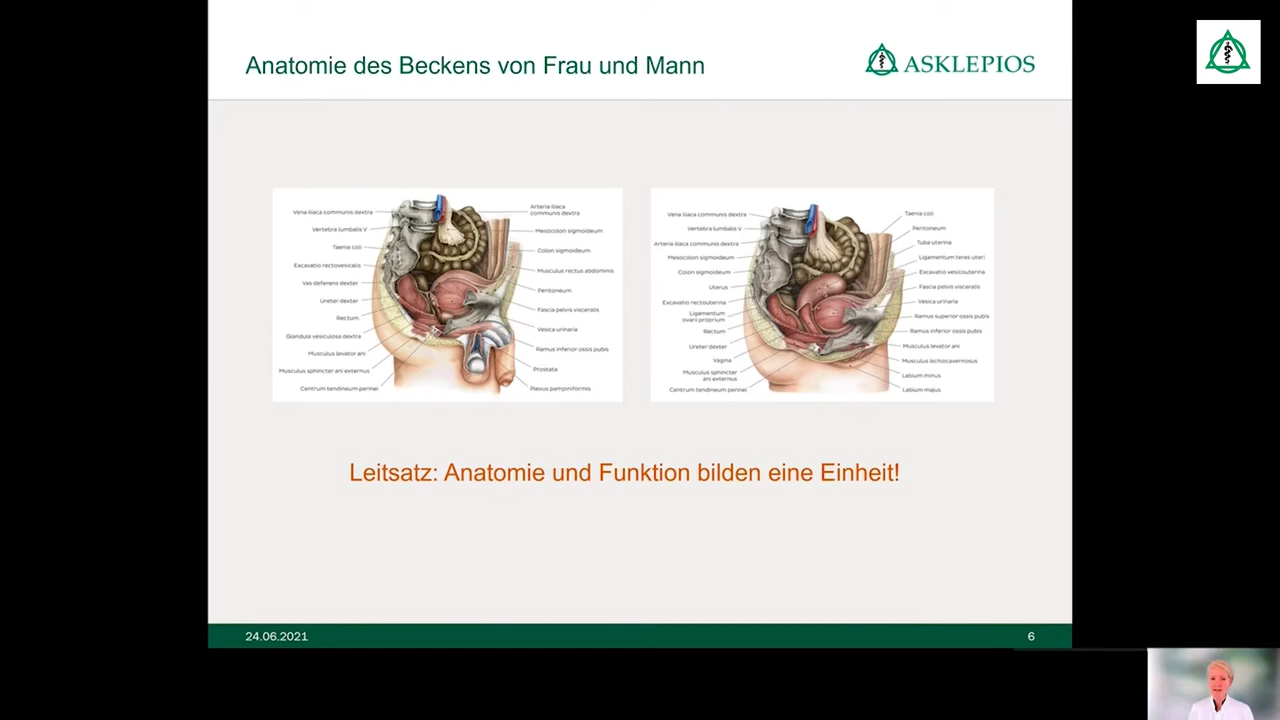 Anatomie des Beckens von Frau und Mann
ASKLEPIOS
Vena iliaca communis dextra
Vertebra lumbalis V
Taenia coli
Excavatio rectovesicalis
Vas deferens dexter
Ureter dexter
Rectum
Glandula vesiculosa dextra
Musculus levator ani
Musculus sphincter ani externus
Centrum tendineum perinei
Arteria iliaca
communis dextra
Mesocolon sigmoideum
Colon sigmoideum
Musculus rectus abdominis
Peritoneum
Fascia pelvis visceralis
Vesica urinaria
Ramus inferior ossis pubis
Prostata
Plexus pampiniformis
Vena iliaca communis dextra
Vertebra lumbalis V
Arteria iliaca communis dextra
Mesocolon sigmoideum
Colon sigmoideum
Uterus
Excavatio rectouterina
Ligamentum
ovarii proprium
Rectum
Ureter dexter
Vagina
Musculus sphincter
ani externus
Centrum tendineum perinei
Taenia coli
Peritoneum
Tuba uterina
Ligamentum teres uteri
Excavatio vesicouterina
Fascia pelvis visceralis
Vesica urinaria
Ramus superior ossis pubis
Ramus inferior ossis pubis
Musculus levator ani
Musculus ischiocavernosus
Labium minus
Labium majus
Leitsatz: Anatomie und Funktion bilden eine Einheit!
24.06.2021
6